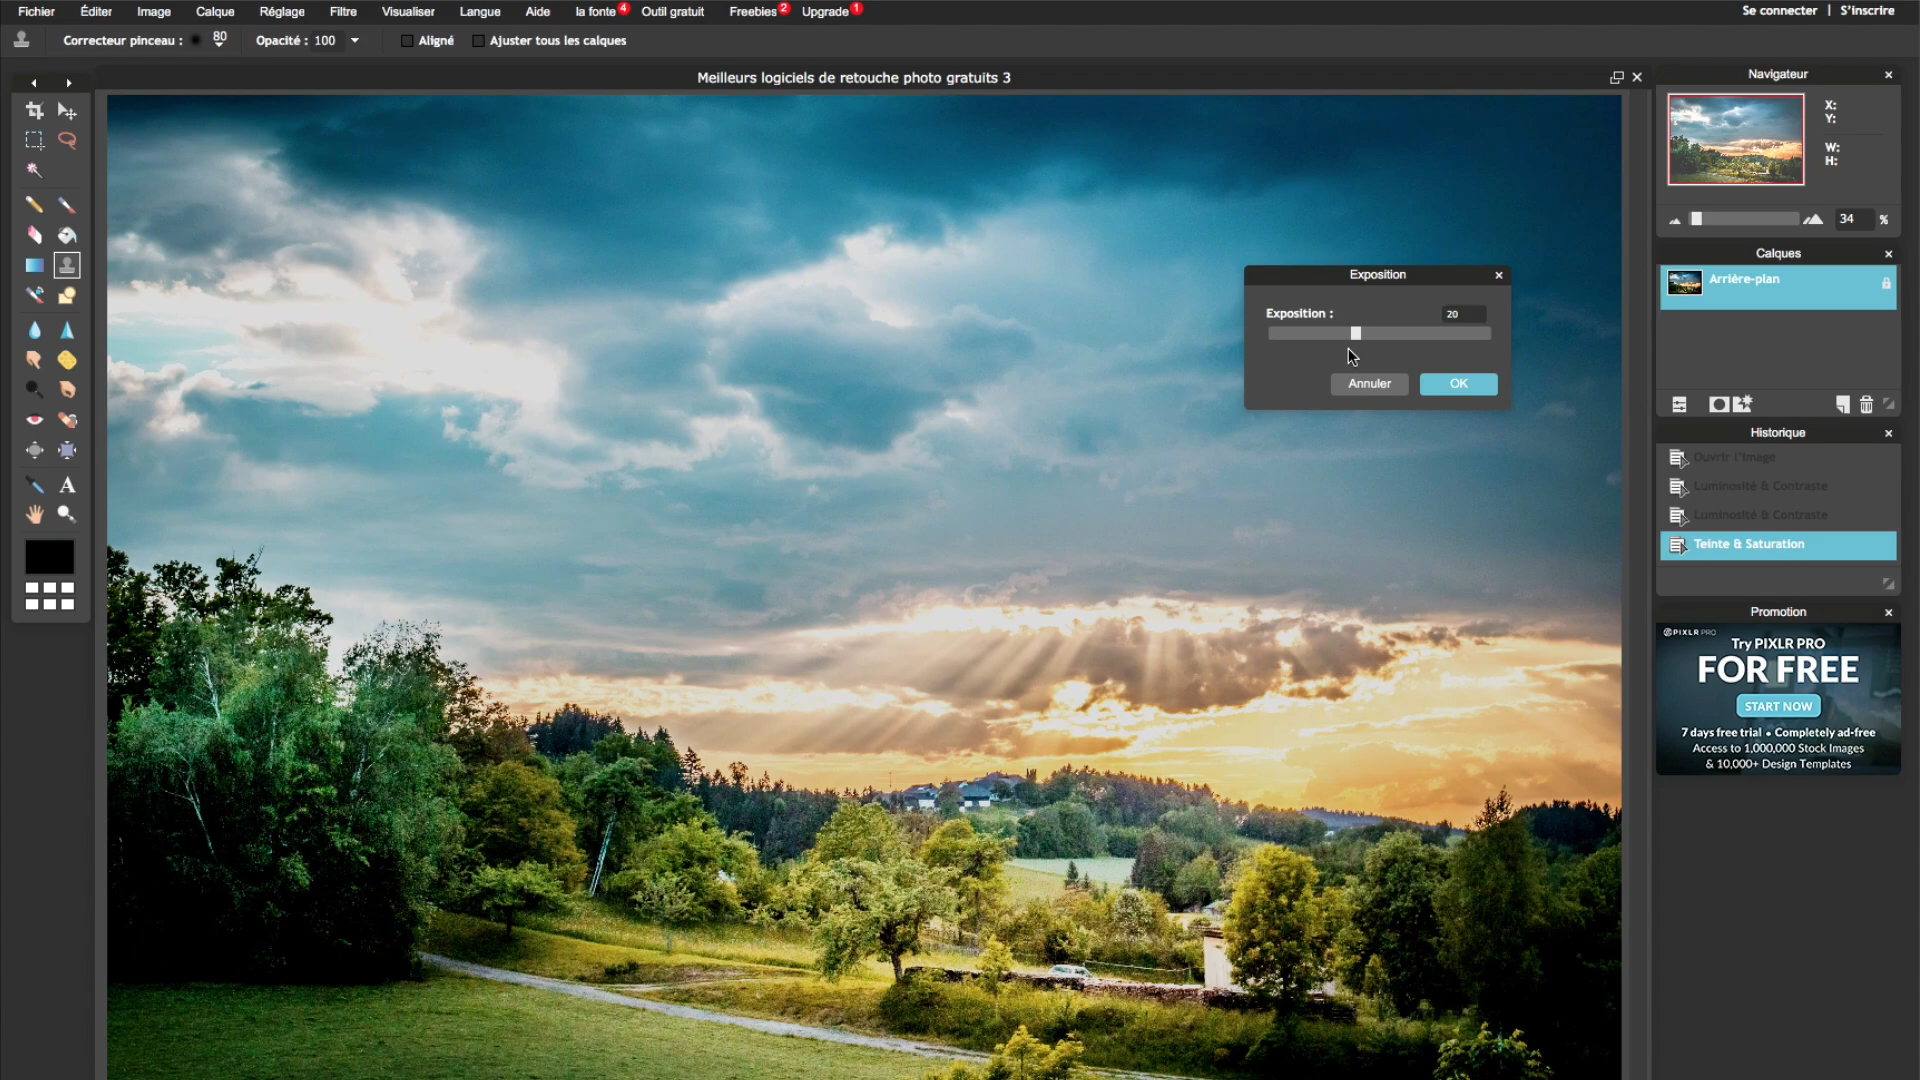 Fichier Éditer Image Calque Réglage Filtre Visualiser Langue Aide la fonte 4 Outil gratuit Freebies 2 Upgrade 1 Se connecter | S'inscrire
Correcteur pinceau : 80 Opacité : 100 Aligné Ajuster tous les calques
Meilleurs logiciels de retouche photo gratuits 3
A
Exposition
Exposition : 20
Annuler OK
Navigateur
X:
Y:
W:
H:
34 %
Calques
Arrière-plan
Historique
Ouvrir l'image
Luminosité & Contraste
Luminosité & Contraste
Teinte & Saturation
Promotion
PIXLR PRO
Try PIXLR PRO
FOR FREE
START NOW
7 days free trial • Completely ad-free
Access to 1,000,000 Stock Images
& 10,000+ Design Templates